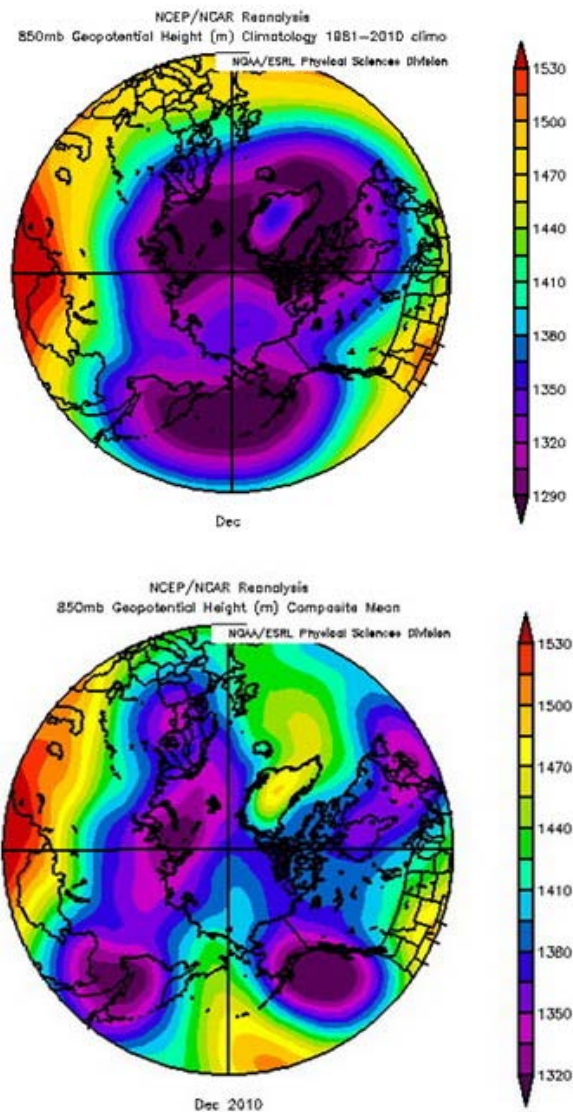 NCEP/NCAR Reanalysis
850mb Geopotential Height (m) Climatology 1981-2010 climo
NOAA/ESRL Physical Sciences Division
1530
1500
1470
1440
1410
1380
1350
1320
1290
Dec
NCEP/NCAR Reanalysis
850mb Geopotential Height (m) Composite Mean
NOAA/ESRL Physical Sciences Division
1530
1500
1470
1440
1410
1380
1350
1320
Dec 2010